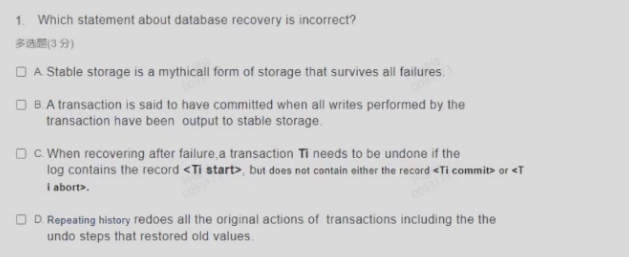 1. Which statement about database recovery is incorrect?
多选题(3 分)
A. Stable storage is a mythicall form of storage that survives all failures.
B. A transaction is said to have committed when all writes performed by the
transaction have been output to stable storage.
C. When recovering after failure,a transaction Ti needs to be undone if the
log contains the record <Ti start>, but does not contain either the record <Ti commit> or <T
i abort>.
D. Repeating history redoes all the original actions of transactions including the the
undo steps that restored old values.